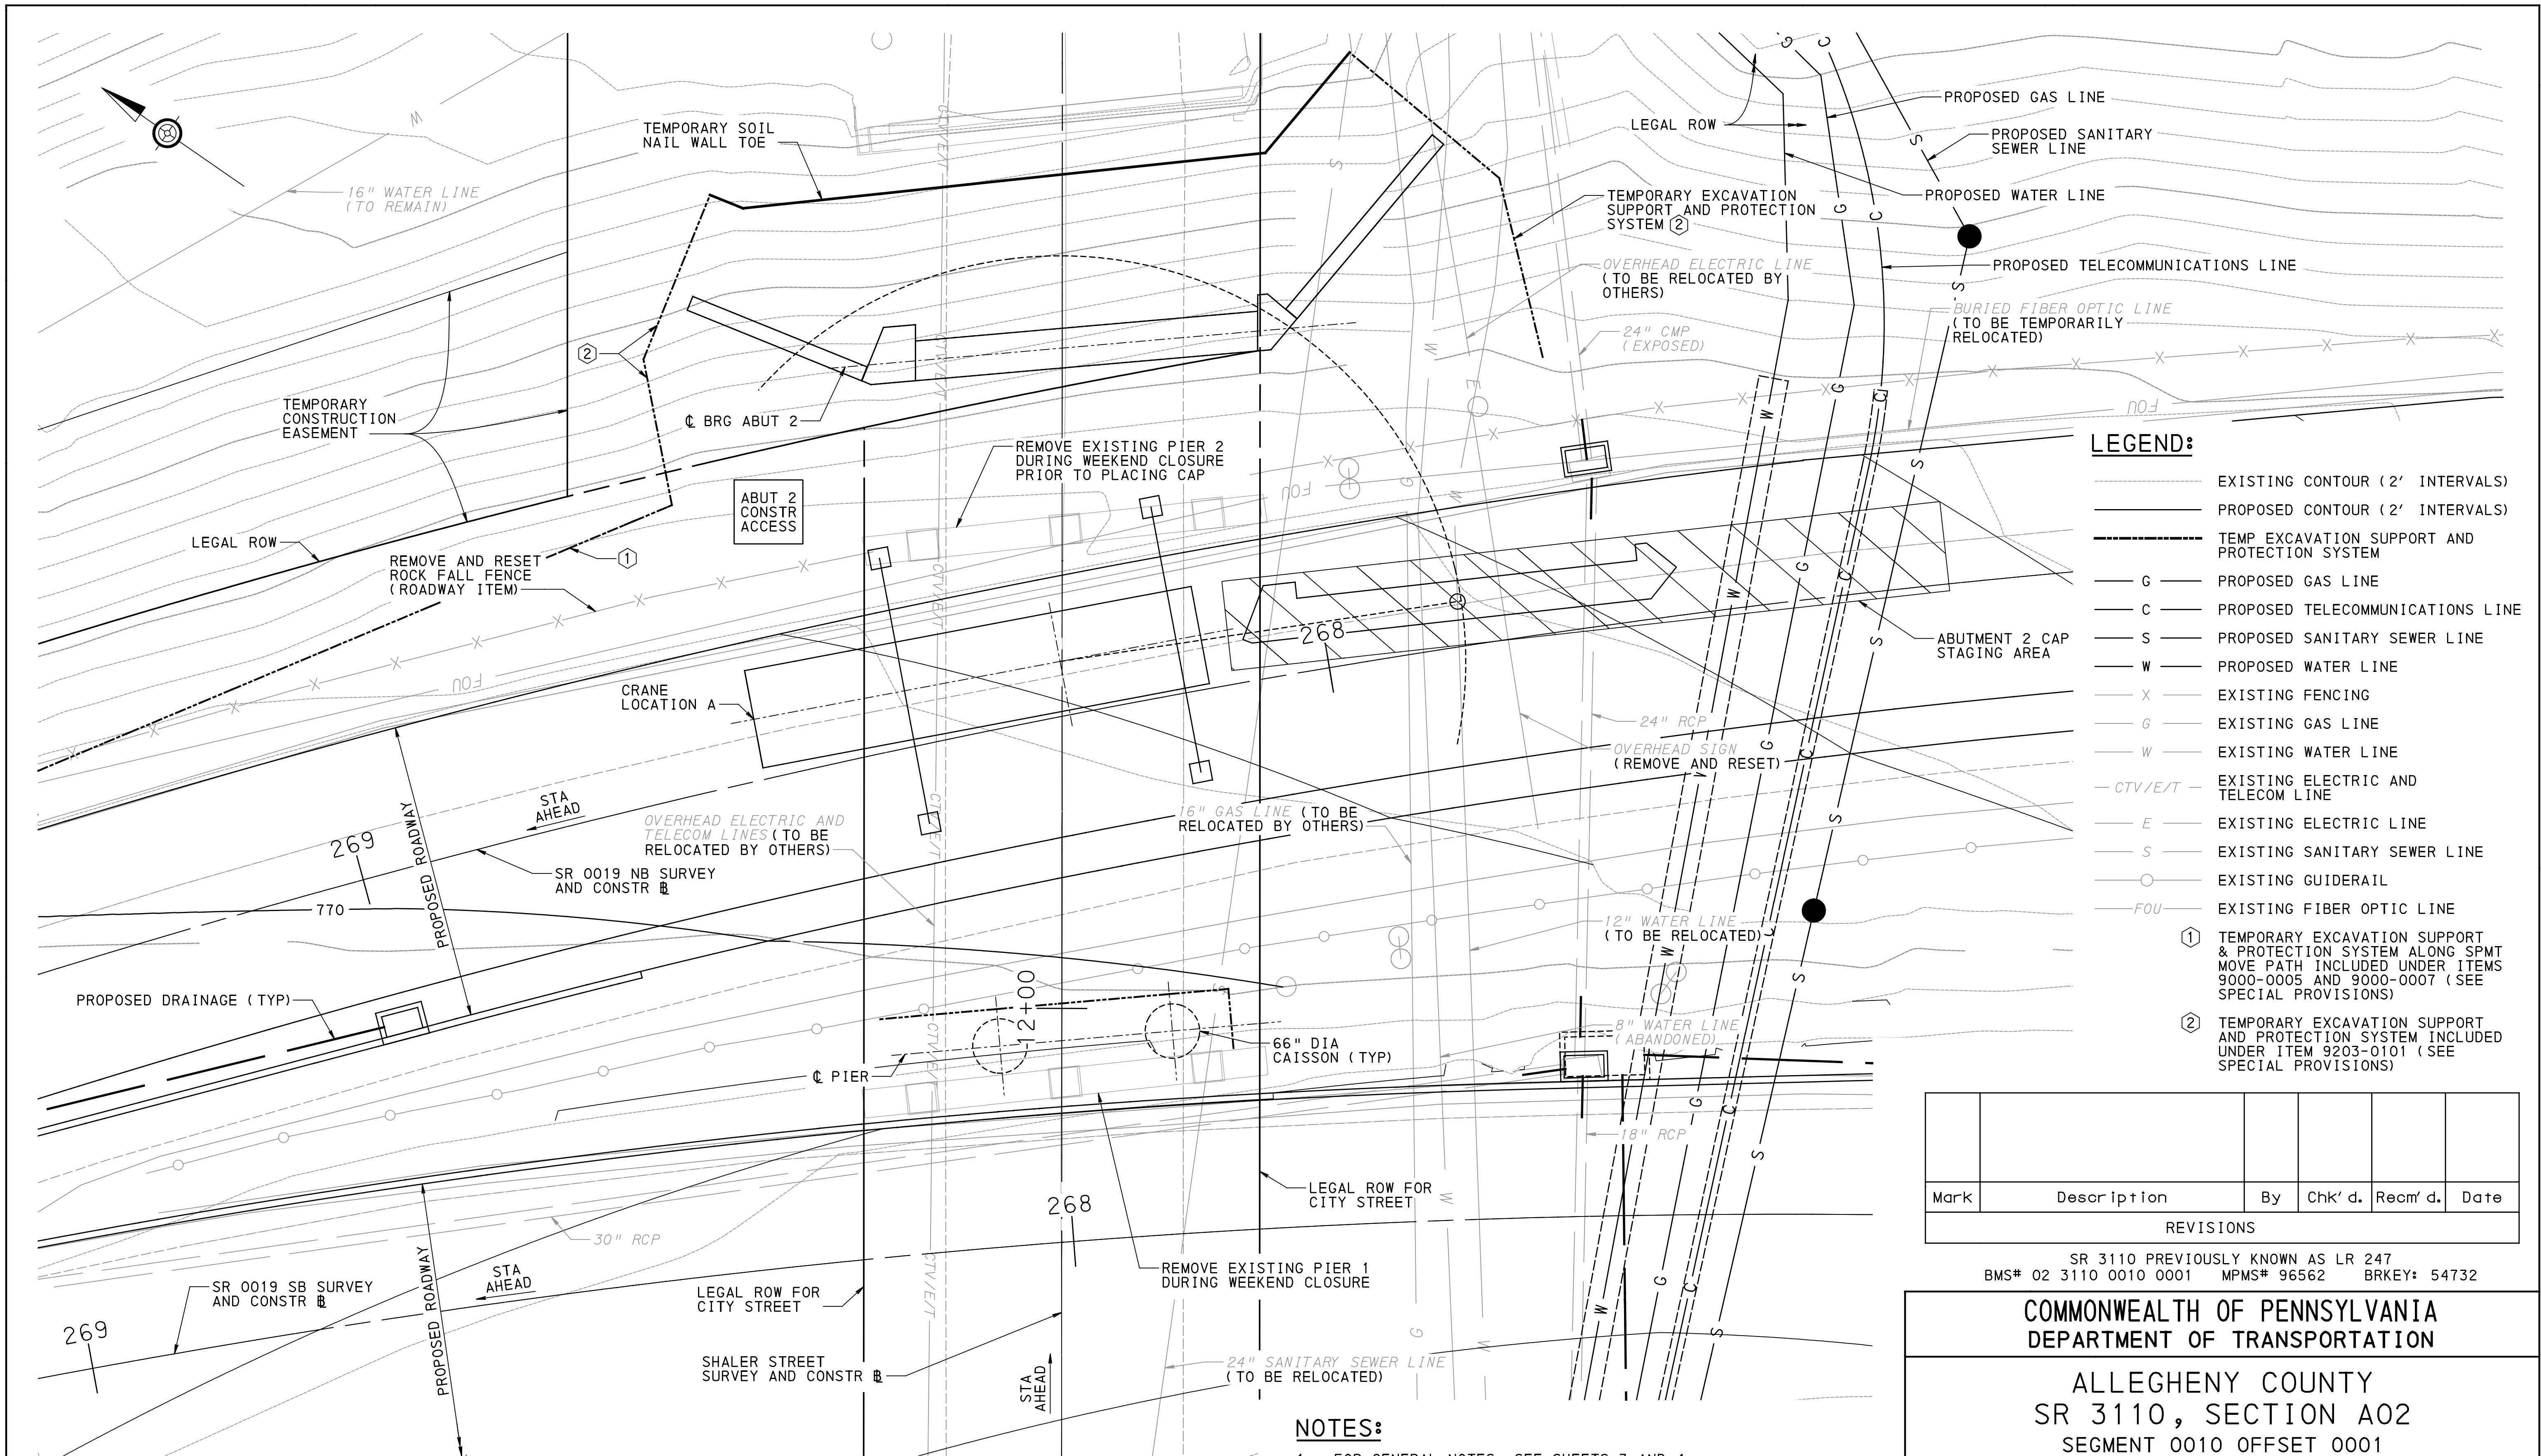 16" WATER LINE
(TO REMAIN)
W
TEMPORARY SOIL
NAIL WALL TOE
S
LEGAL ROW
G
C
PROPOSED GAS LINE
PROPOSED SANITARY
SEWER LINE
S
PROPOSED WATER LINE
TEMPORARY EXCAVATION
SUPPORT AND PROTECTION
SYSTEM 2
OVERHEAD ELECTRIC LINE
(TO BE RELOCATED BY
OTHERS)
PROPOSED TELECOMMUNICATIONS LINE
BURIED FIBER OPTIC LINE
(TO BE TEMPORARILY
RELOCATED)
24" CMP
(EXPOSED)
2
TEMPORARY
CONSTRUCTION
EASEMENT
℄ BRG ABUT 2
REMOVE EXISTING PIER 2
DURING WEEKEND CLOSURE
PRIOR TO PLACING CAP
ABUT 2
CONSTR
ACCESS
LEGAL ROW
REMOVE AND RESET
ROCK FALL FENCE
(ROADWAY ITEM)
1
FOU
FOU
FOU
CTV/E/T
268
ABUTMENT 2 CAP
STAGING AREA
CRANE
LOCATION A
24" RCP
OVERHEAD SIGN
(REMOVE AND RESET)
STA
AHEAD
269
PROPOSED ROADWAY
OVERHEAD ELECTRIC AND
TELECOM LINES (TO BE
RELOCATED BY OTHERS)
16" GAS LINE (TO BE
RELOCATED BY OTHERS)
SR 0019 NB SURVEY
AND CONSTR ℄
770
12" WATER LINE
(TO BE RELOCATED)
PROPOSED DRAINAGE (TYP)
12+00
66" DIA
CAISSON (TYP)
8" WATER LINE
(ABANDONED)
℄ PIER
CTV/E/T
18" RCP
LEGAL ROW FOR
CITY STREET
268
30" RCP
REMOVE EXISTING PIER 1
DURING WEEKEND CLOSURE
SR 0019 SB SURVEY
AND CONSTR ℄
STA
AHEAD
PROPOSED ROADWAY
LEGAL ROW FOR
CITY STREET
CTV/E/T
269
SHALER STREET
SURVEY AND CONSTR ℄
STA
AHEAD
24" SANITARY SEWER LINE
(TO BE RELOCATED)
NOTES:
LEGEND:
EXISTING CONTOUR (2' INTERVALS)
PROPOSED CONTOUR (2' INTERVALS)
TEMP EXCAVATION SUPPORT AND
PROTECTION SYSTEM
G PROPOSED GAS LINE
C PROPOSED TELECOMMUNICATIONS LINE
S PROPOSED SANITARY SEWER LINE
W PROPOSED WATER LINE
X EXISTING FENCING
G EXISTING GAS LINE
W EXISTING WATER LINE
CTV/E/T EXISTING ELECTRIC AND
TELECOM LINE
E EXISTING ELECTRIC LINE
S EXISTING SANITARY SEWER LINE
EXISTING GUIDERAIL
FOU EXISTING FIBER OPTIC LINE
1 TEMPORARY EXCAVATION SUPPORT
& PROTECTION SYSTEM ALONG SPMT
MOVE PATH INCLUDED UNDER ITEMS
9000-0005 AND 9000-0007 (SEE
SPECIAL PROVISIONS)
2 TEMPORARY EXCAVATION SUPPORT
AND PROTECTION SYSTEM INCLUDED
UNDER ITEM 9203-0101 (SEE
SPECIAL PROVISIONS)
Mark Description By Chk'd. Recm'd. Date
REVISIONS
SR 3110 PREVIOUSLY KNOWN AS LR 247
BMS# 02 3110 0010 0001 MPMS# 96562 BRKEY: 54732
COMMONWEALTH OF PENNSYLVANIA
DEPARTMENT OF TRANSPORTATION
ALLEGHENY COUNTY
SR 3110, SECTION A02
SEGMENT 0010 OFFSET 0001